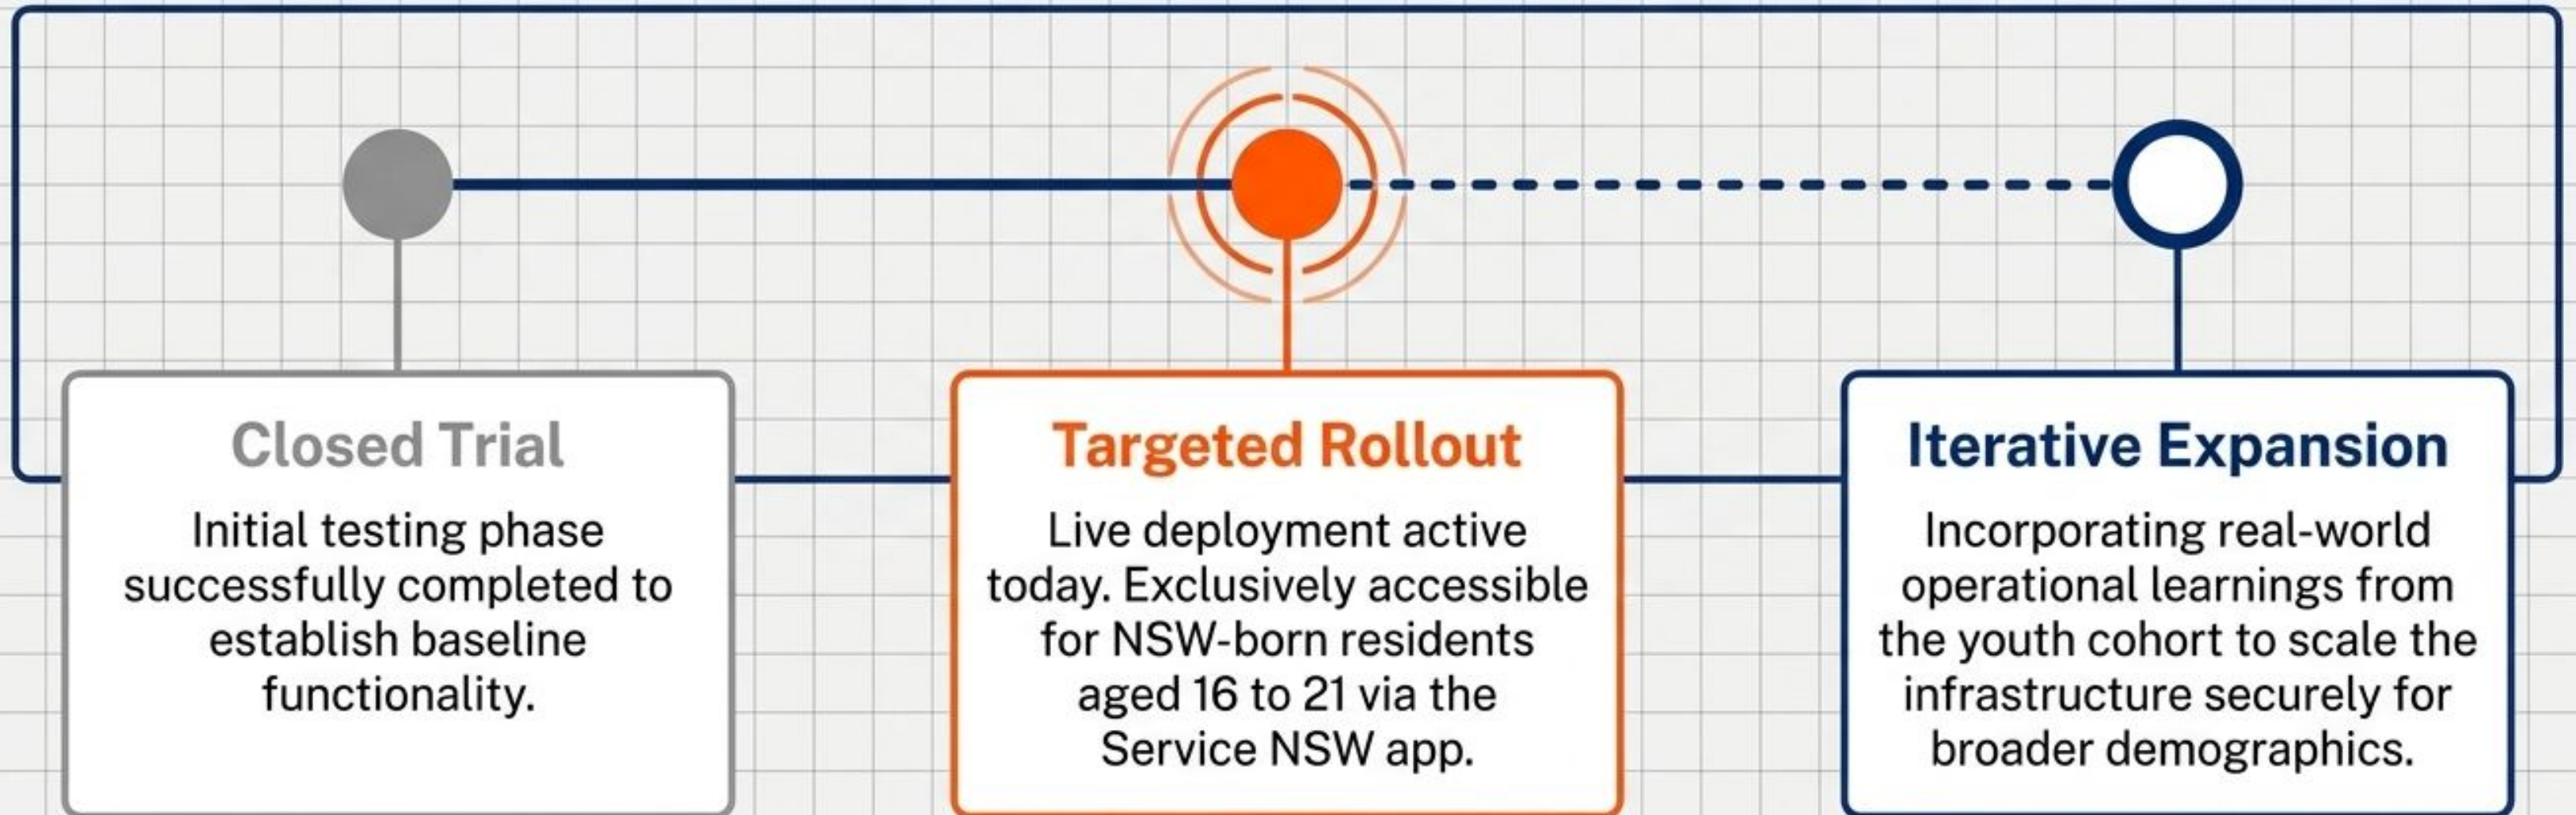 Closed Trial
Initial testing phase
successfully completed to
establish baseline
functionality.
Targeted Rollout
Live deployment active
today. Exclusively accessible
for NSW-born residents
aged 16 to 21 via the
Service NSW app.
Iterative Expansion
Incorporating real-world
operational learnings from
the youth cohort to scale the
infrastructure securely for
broader demographics.